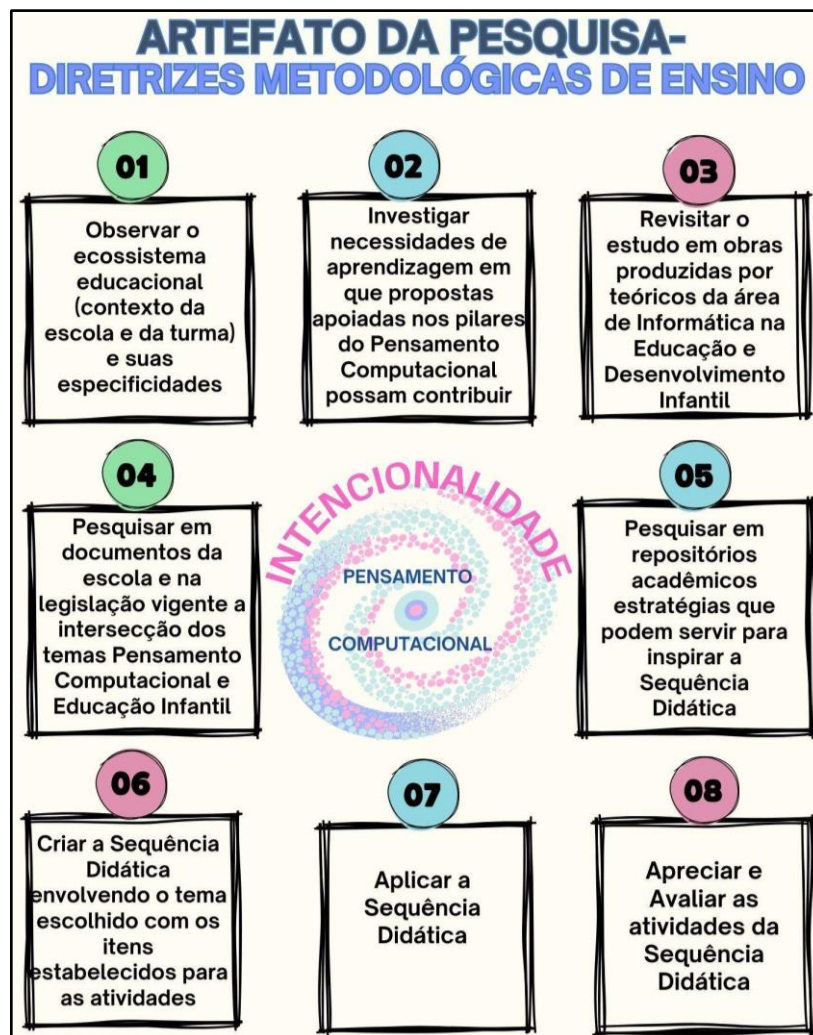 ARTEFATO DA PESQUISA-
DIRETRIZES METODOLÓGICAS DE ENSINO
01
Observar o
ecossistema
educacional
(contexto da
escola e da turma)
e suas
especificidades
02
Investigar
necessidades de
aprendizagem em
que propostas
apoiadas nos pilares
do Pensamento
Computacional
possam contribuir
03
Revisitar o
estudo em obras
produzidas por
teóricos da área
de Informática na
Educação e
Desenvolvimento
Infantil
04
Pesquisar em
documentos da
escola e na
legislação vigente a
intersecção dos
temas Pensamento
Computacional e
Educação Infantil
INTENCIONALIDADE
PENSAMENTO
COMPUTACIONAL
05
Pesquisar em
repositórios
acadêmicos
estratégias que
podem servir para
inspirar a
Sequência
Didática
06
Criar a Sequência
Didática
envolvendo o tema
escolhido com os
itens
estabelecidos para
as atividades
07
Aplicar a
Sequência
Didática
08
Apreciar e
Avaliar as
atividades da
Sequência
Didática